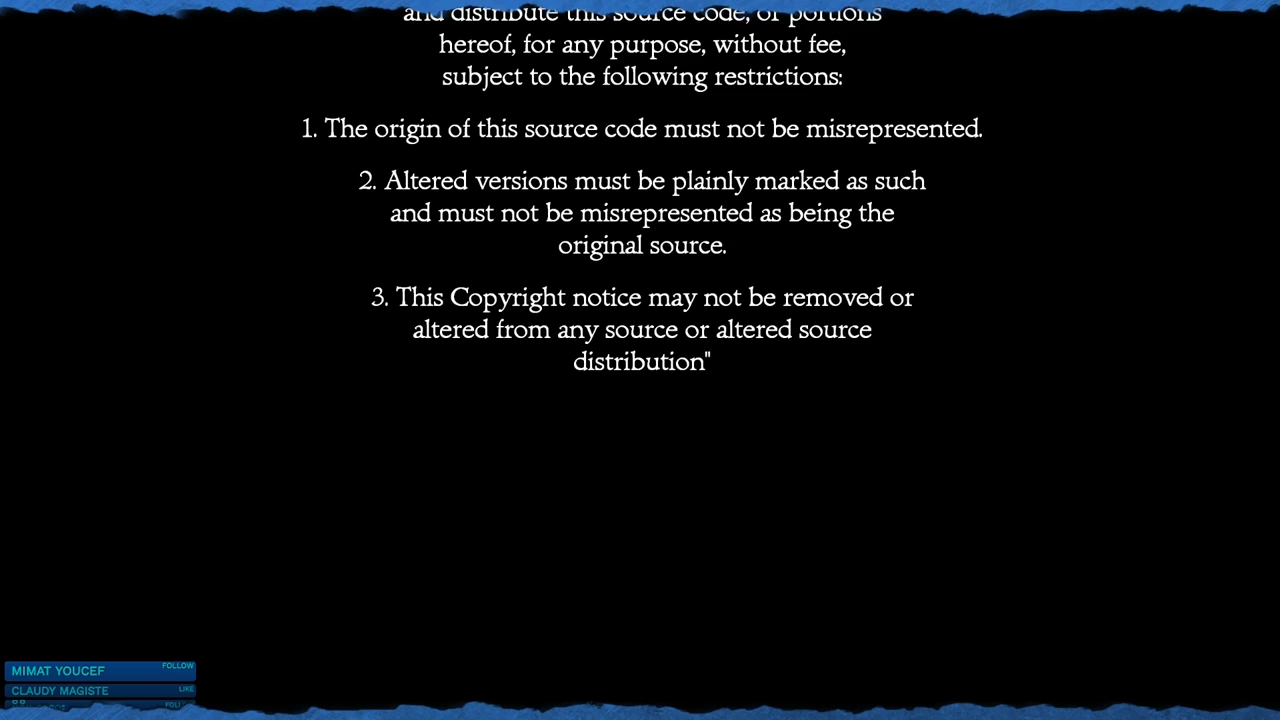 and distribute this source code, or portions
hereof, for any purpose, without fee,
subject to the following restrictions:
1. The origin of this source code must not be misrepresented.
2. Altered versions must be plainly marked as such
and must not be misrepresented as being the
original source.
3. This Copyright notice may not be removed or
altered from any source or altered source
distribution"
MIMAT YOUCEF FOLLOW
CLAUDY MAGISTE LIKE